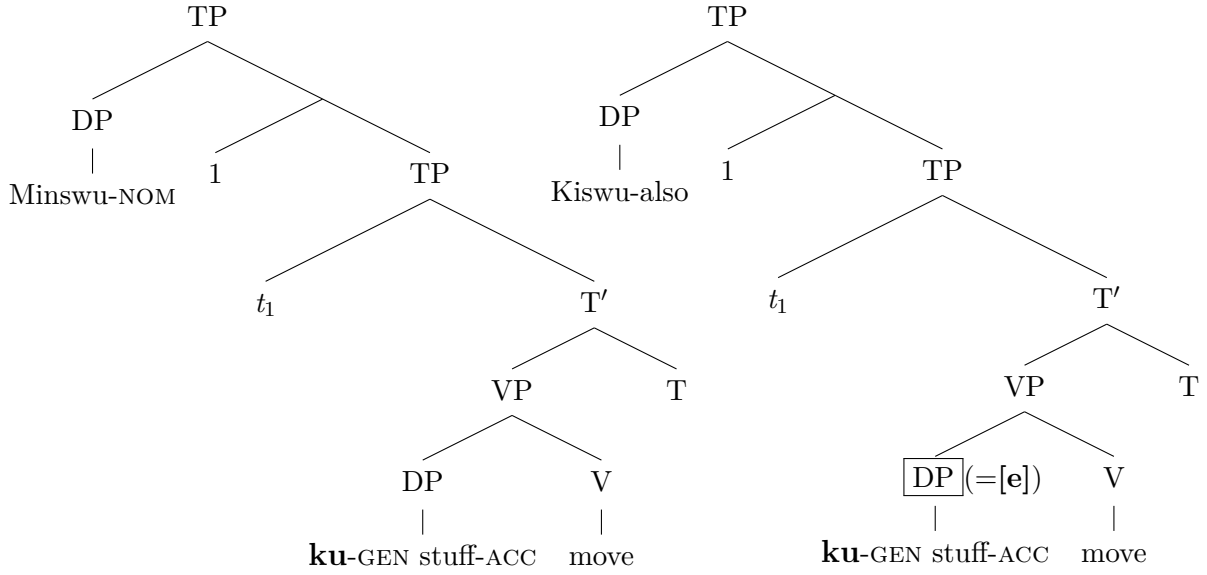 TP TP
DP DP
1 TP 1 TP
Minswu-NOM Kiswu-also
t₁ T′ t₁ T′
VP T VP T
DP V DP (=[e]) V
ku-GEN stuff-ACC move ku-GEN stuff-ACC move